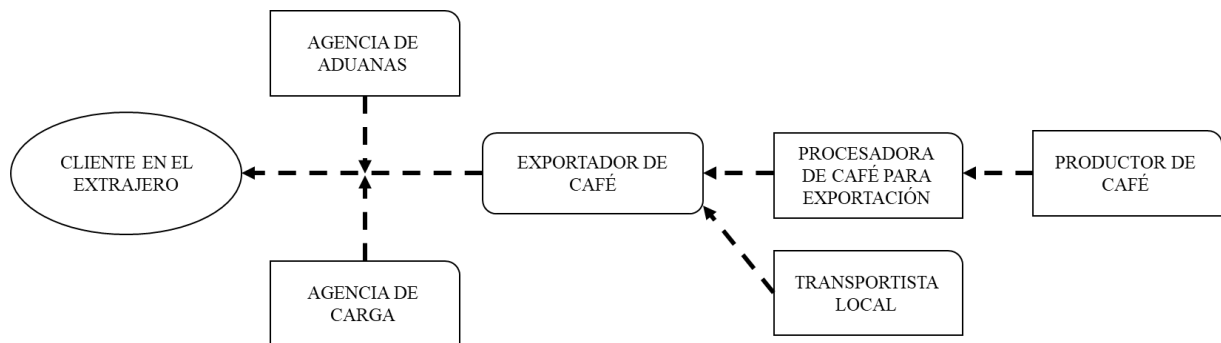 AGENCIA DE
ADUANAS
CLIENTE EN EL
EXTRAJERO
EXPORTADOR DE
CAFÉ
PROCESADORA
DE CAFÉ PARA
EXPORTACIÓN
PRODUCTOR DE
CAFÉ
AGENCIA DE
CARGA
TRANSPORTISTA
LOCAL